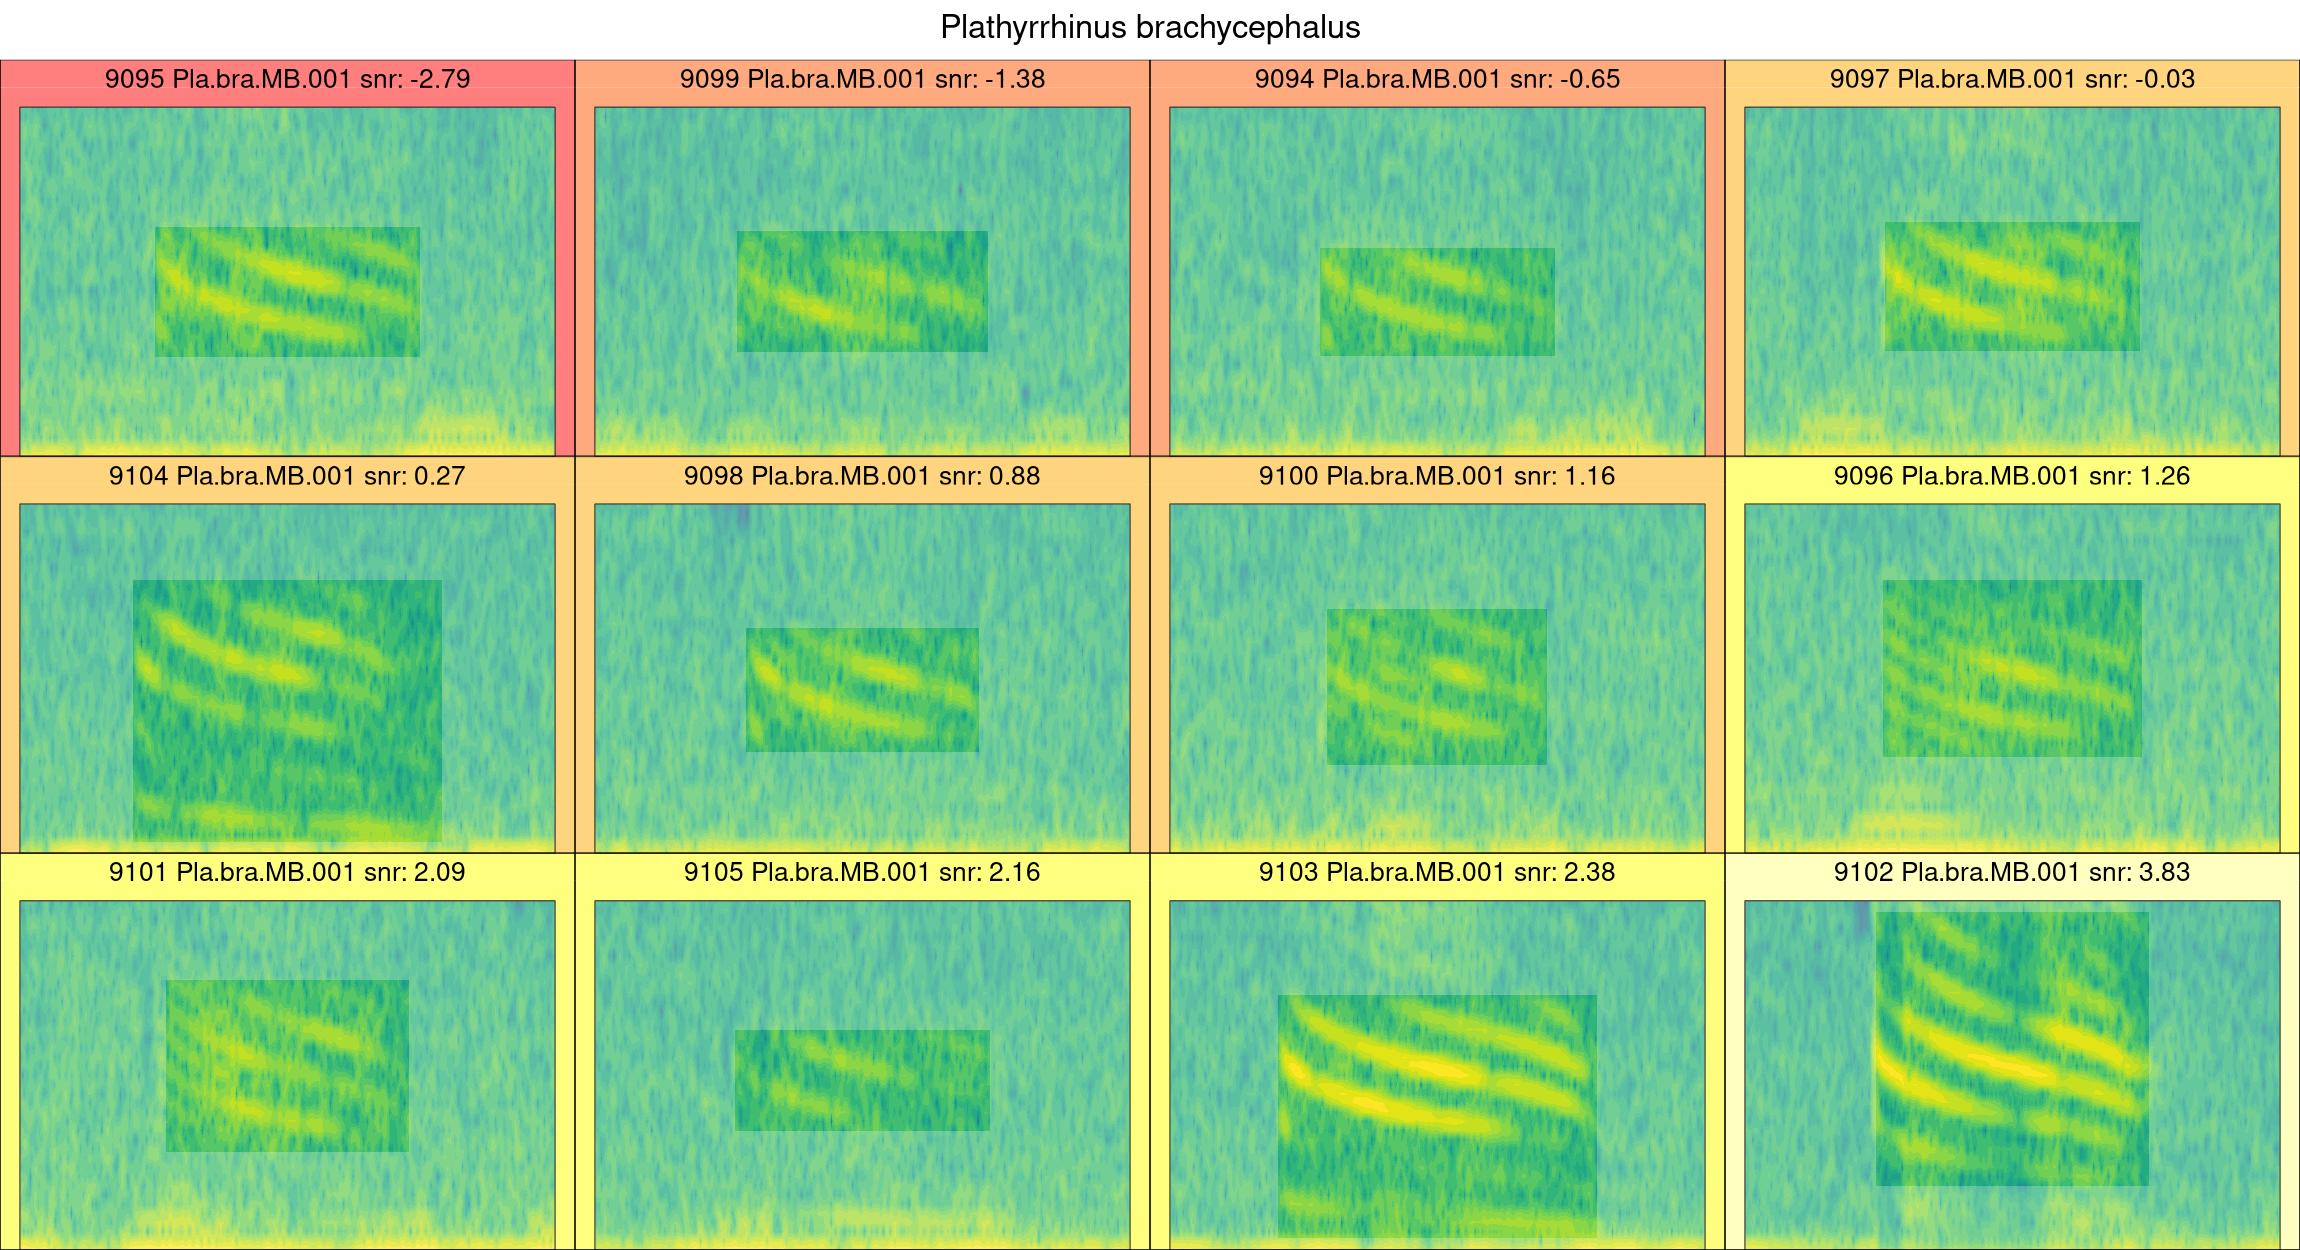 Plathyrrhinus brachycephalus
9095 Pla.bra.MB.001 snr: -2.79
9099 Pla.bra.MB.001 snr: -1.38
9094 Pla.bra.MB.001 snr: -0.65
9097 Pla.bra.MB.001 snr: -0.03
9104 Pla.bra.MB.001 snr: 0.27
9098 Pla.bra.MB.001 snr: 0.88
9100 Pla.bra.MB.001 snr: 1.16
9096 Pla.bra.MB.001 snr: 1.26
9101 Pla.bra.MB.001 snr: 2.09
9105 Pla.bra.MB.001 snr: 2.16
9103 Pla.bra.MB.001 snr: 2.38
9102 Pla.bra.MB.001 snr: 3.83